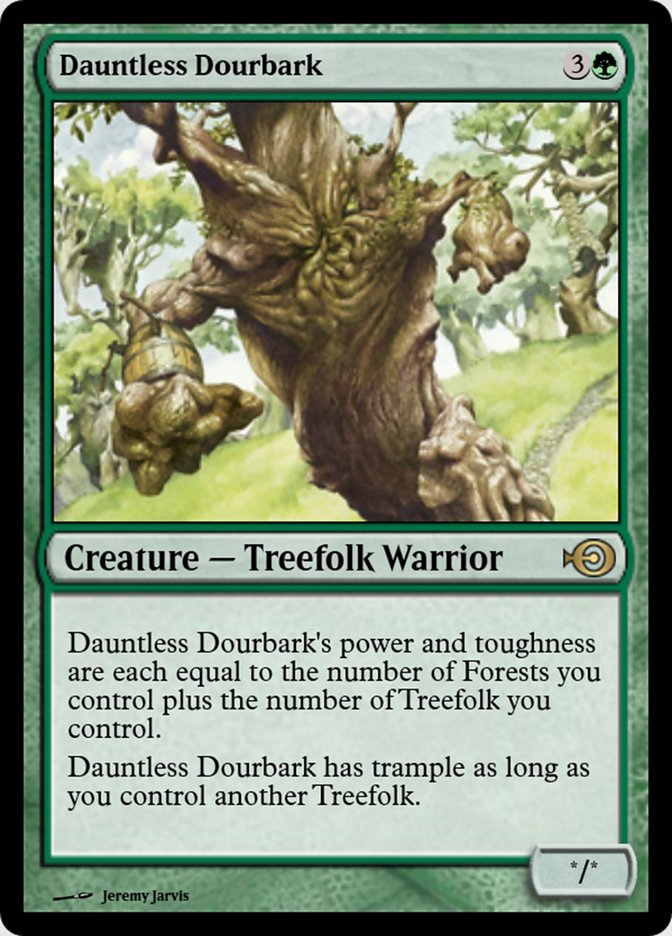 Dauntless Dourbark 3
Creature — Treefolk Warrior
Dauntless Dourbark's power and toughness
are each equal to the number of Forests you
control plus the number of Treefolk you
control.
Dauntless Dourbark has trample as long as
you control another Treefolk.
*/*
Jeremy Jarvis